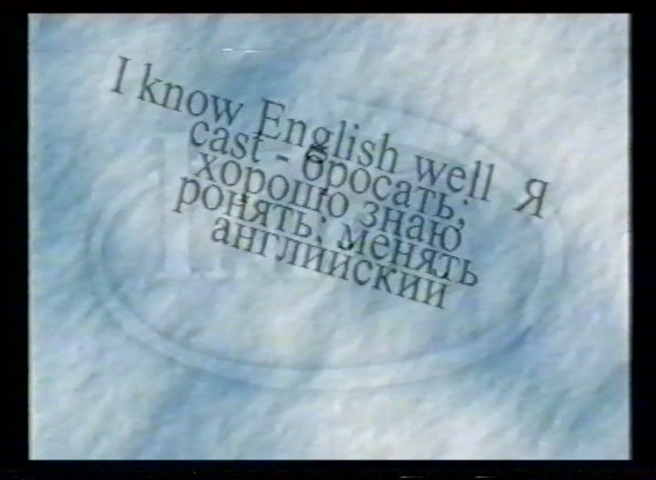 I know English well Я
cast - бросать;
хорошо знаю
ронять; менять
английский